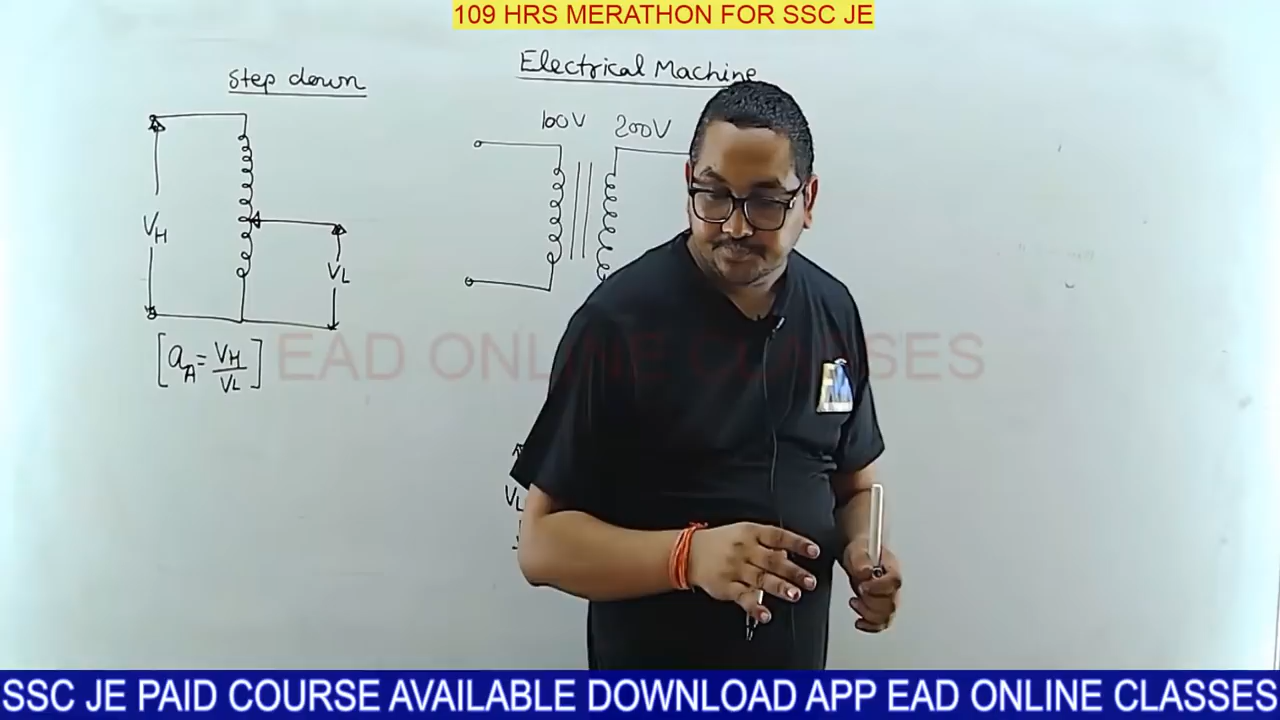 109 HRS MERATHON FOR SSC JE
Electrical Machine
Step down
100V
200V
VH
VL
[aA = VH/VL]
EAD ONLINE CLASSES
VL
SSC JE PAID COURSE AVAILABLE DOWNLOAD APP EAD ONLINE CLASSES